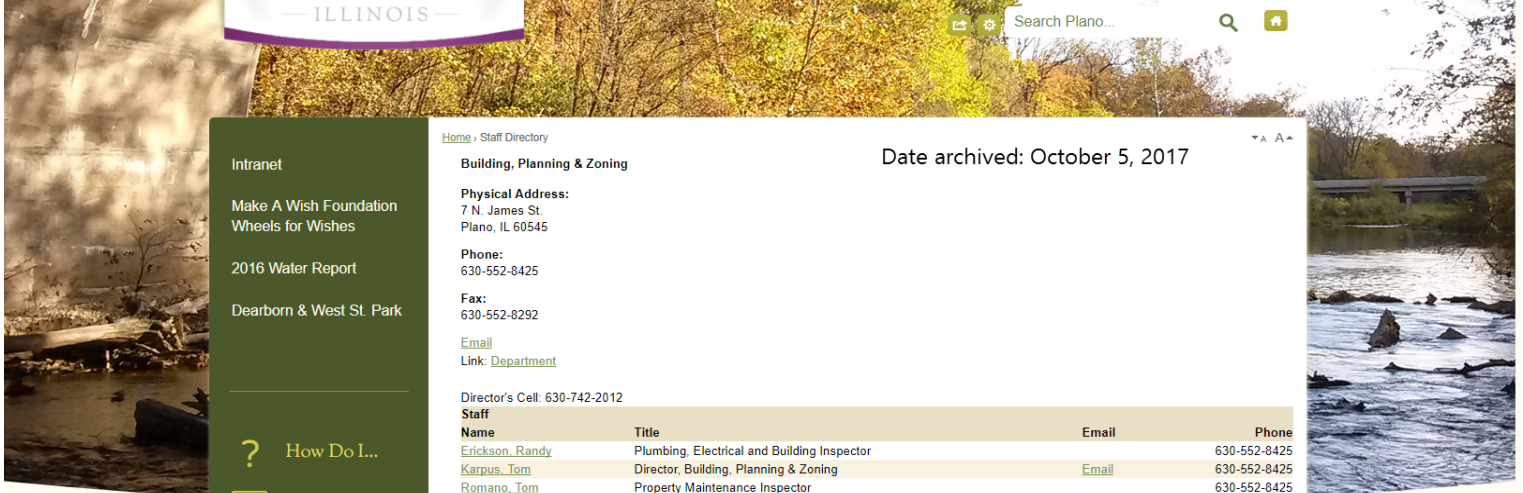 ILLINOIS
Search Plano...
Home › Staff Directory
A A
Date archived: October 5, 2017
Intranet
Make A Wish Foundation
Wheels for Wishes
2016 Water Report
Dearborn & West St. Park
? How Do I...
Building, Planning & Zoning
Physical Address:
7 N. James St.
Plano, IL 60545
Phone:
630-552-8425
Fax:
630-552-8292
Email
Link: Department
Director's Cell: 630-742-2012
Staff
Name Title Email Phone
Erickson, Randy Plumbing, Electrical and Building Inspector 630-552-8425
Karpus, Tom Director, Building, Planning & Zoning Email 630-552-8425
Romano, Tom Property Maintenance Inspector 630-552-8425